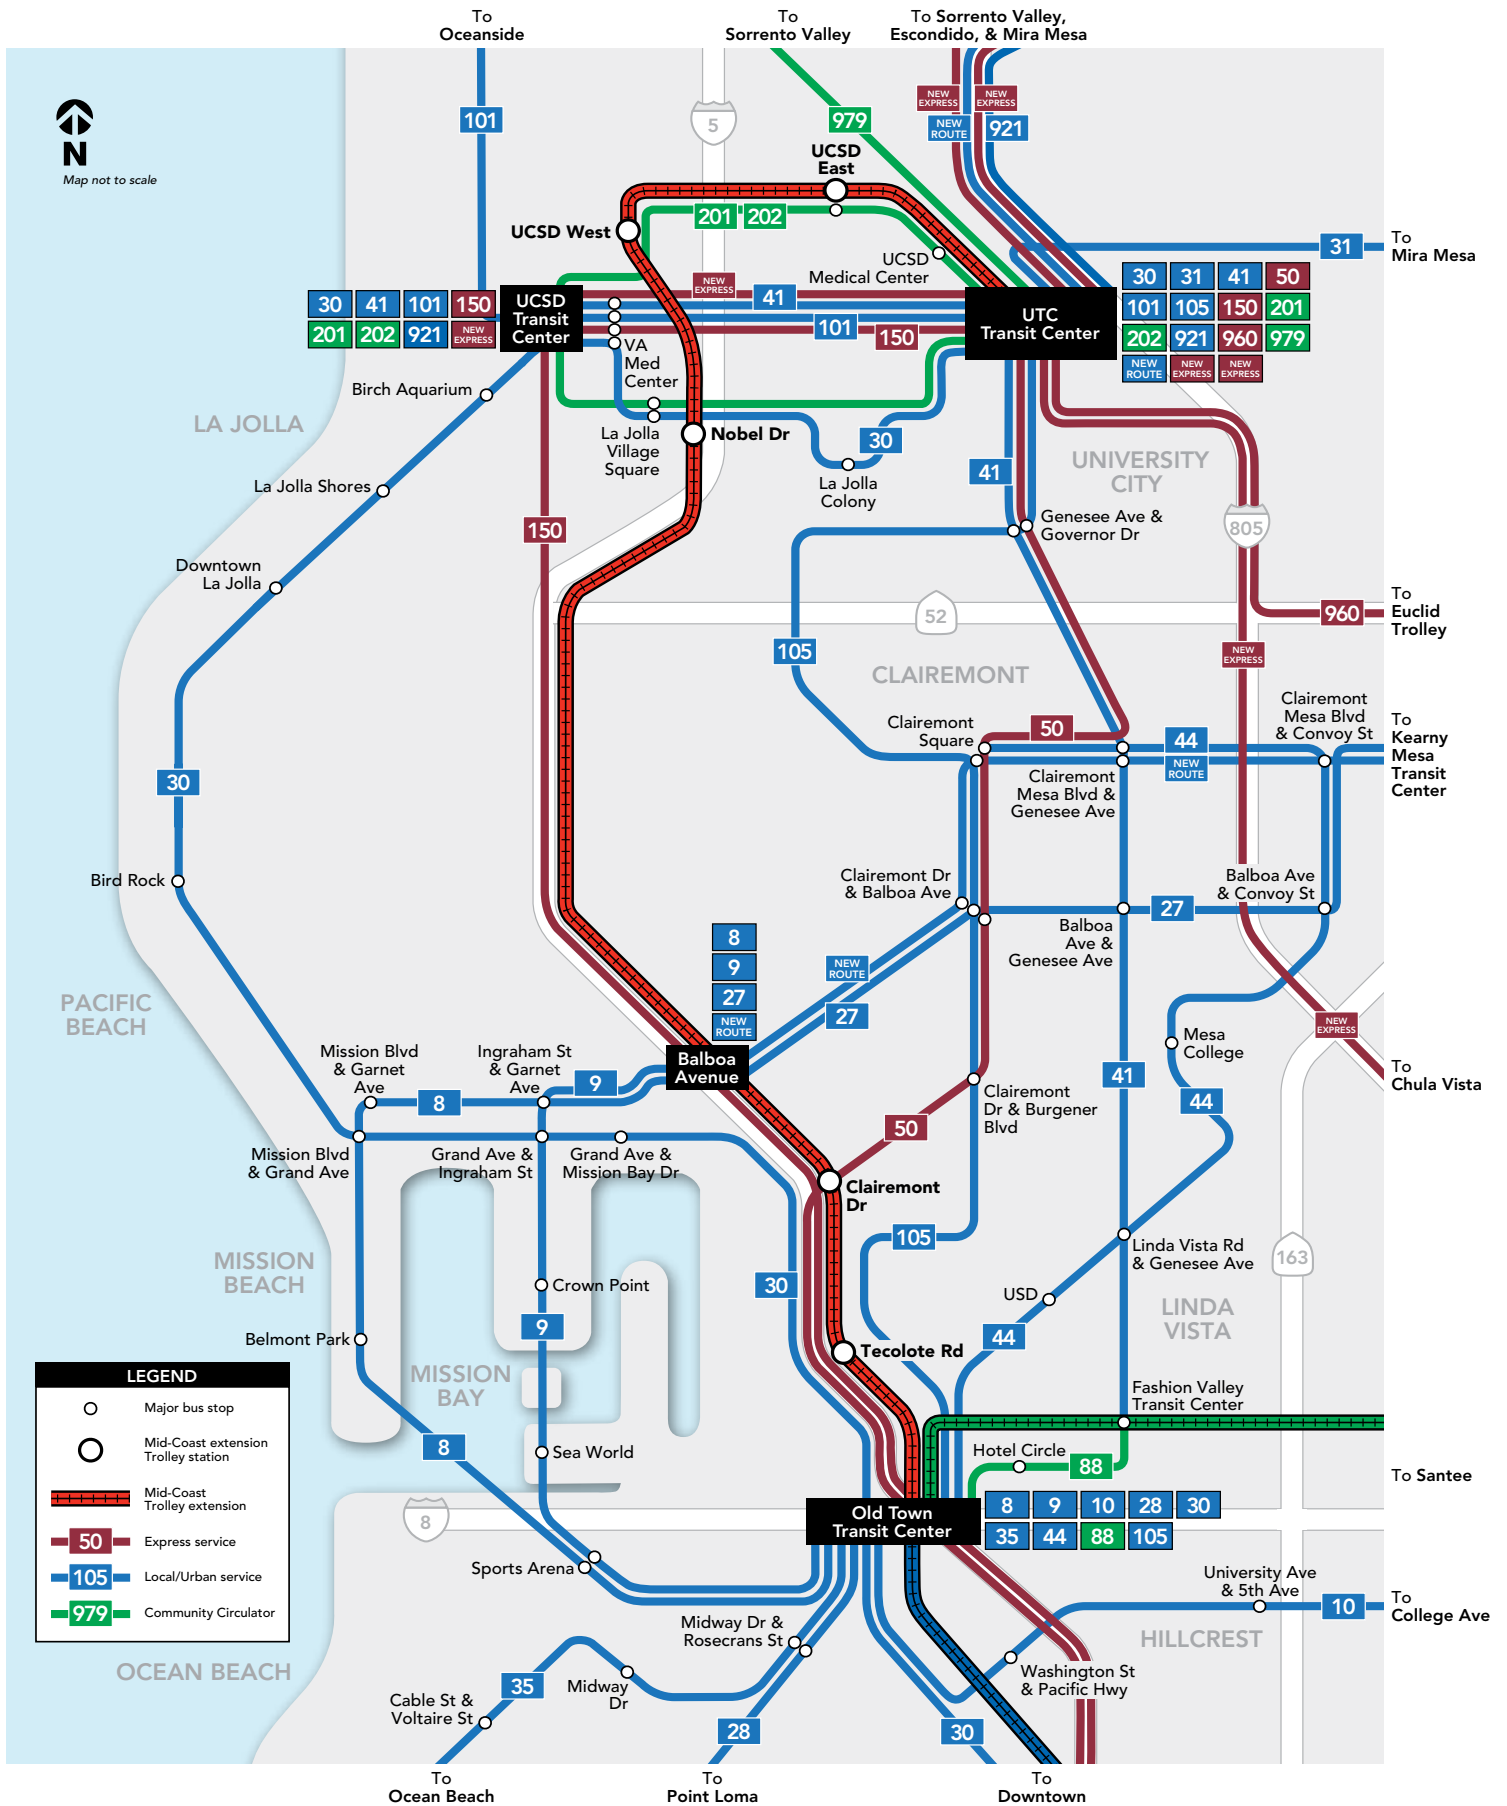 To
Oceanside
To
Sorrento Valley
To Sorrento Valley,
Escondido, & Mira Mesa
N
Map not to scale
101
5
979
NEW
EXPRESS
NEW
EXPRESS
NEW
ROUTE
921
UCSD
East
201
202
UCSD West
UCSD
Medical Center
31
To
Mira Mesa
30
41
101
150
201
202
921
NEW
EXPRESS
UCSD
Transit
Center
NEW
EXPRESS
41
101
150
UTC
Transit Center
30
31
41
50
101
105
150
201
202
921
960
979
NEW
ROUTE
NEW
EXPRESS
NEW
EXPRESS
VA
Med
Center
Birch Aquarium
LA JOLLA
La Jolla
Village
Square
Nobel Dr
30
La Jolla
Colony
41
UNIVERSITY
CITY
La Jolla Shores
150
Genesee Ave &
Governor Dr
805
Downtown
La Jolla
52
960
To
Euclid
Trolley
105
CLAIREMONT
NEW
EXPRESS
Clairemont
Square
50
44
NEW
ROUTE
Clairemont
Mesa Blvd
& Convoy St
To
Kearny
Mesa
Transit
Center
Clairemont
Mesa Blvd &
Genesee Ave
30
Bird Rock
Clairemont Dr
& Balboa Ave
Balboa Ave
& Convoy St
27
Balboa
Ave &
Genesee Ave
8
9
27
NEW
ROUTE
NEW
ROUTE
27
PACIFIC
BEACH
NEW
EXPRESS
Mesa
College
Mission Blvd
& Garnet
Ave
Ingraham St
& Garnet
Ave
Balboa
Avenue
9
8
41
44
To
Chula Vista
Clairemont
Dr & Burgener
Blvd
50
Mission Blvd
& Grand Ave
Grand Ave &
Ingraham St
Grand Ave &
Mission Bay Dr
Clairemont
Dr
105
Linda Vista Rd
& Genesee Ave
163
MISSION
BEACH
Crown Point
30
USD
LINDA
VISTA
9
44
Belmont Park
Tecolote Rd
MISSION
BAY
LEGEND
Major bus stop
Mid-Coast extension
Trolley station
Mid-Coast
Trolley extension
50
Express service
105
Local/Urban service
979
Community Circulator
Fashion Valley
Transit Center
8
Sea World
Hotel Circle
88
To Santee
8
Old Town
Transit Center
8
9
10
28
30
35
44
88
105
Sports Arena
University Ave
& 5th Ave
10
To
College Ave
Midway Dr &
Rosecrans St
HILLCREST
OCEAN BEACH
35
Midway
Dr
Washington St
& Pacific Hwy
Cable St &
Voltaire St
28
30
To
Ocean Beach
To
Point Loma
To
Downtown